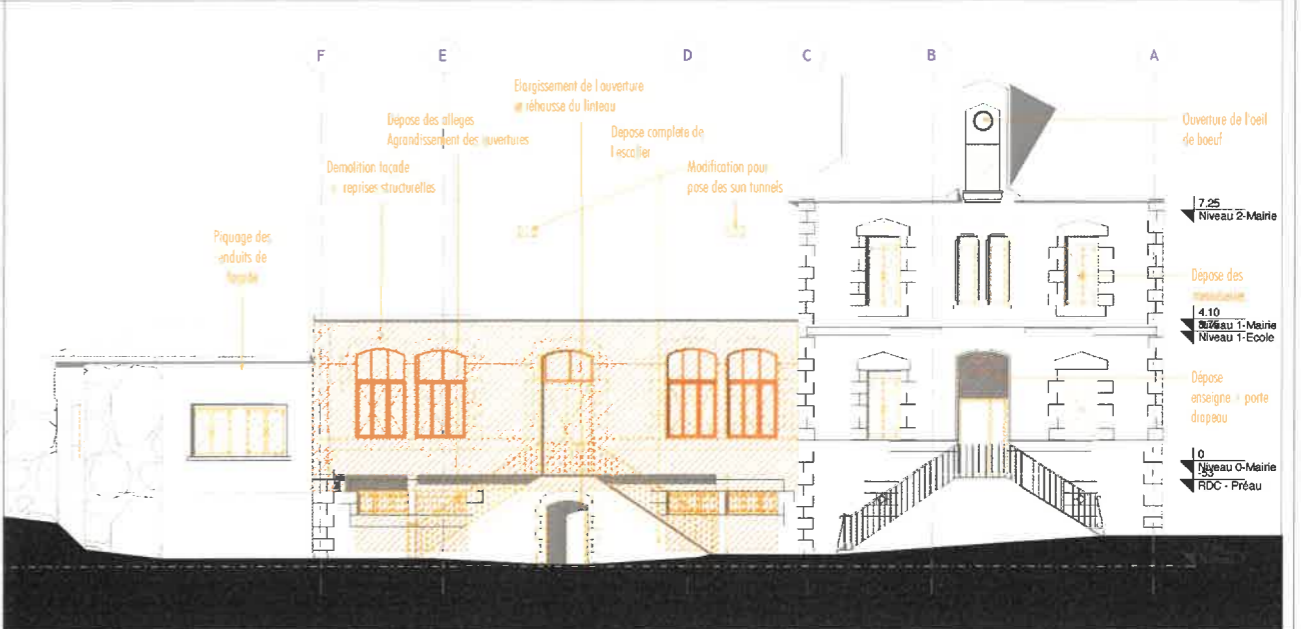 F
E
D
C
B
A
Elargissement de l'ouverture
réhausse du linteau
Dépose des allèges
Agrandissement des ouvertures
Dépose complete de
l'escalier
Demolition façade
+ reprises structurelles
Modification pour
pose des sun tunnels
Piquage des
enduits de
façade
Ouverture de l'oeil
de boeuf
7.25
Niveau 2-Mairie
Dépose des
4.10
Niveau 1-Mairie
Niveau 1-Ecole
Dépose
enseigne + porte
drapeau
0
Niveau 0-Mairie
-53
RDC - Préau